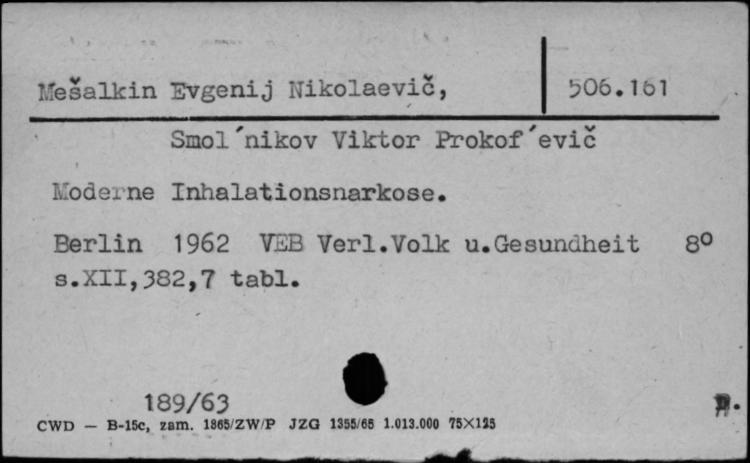 Mešalkin Evgenij Nikolaevič, 506.161
Smol´nikov Viktor Prokof´evič
Moderne Inhalationsnarkose.
Berlin 1962 VEB Verl.Volk u.Gesundheit 8º
s.XII,382,7 tabl.
189/63
CWD — B-15c, zam. 1865/ZW/P JZG 1355/65 1.013.000 75X125